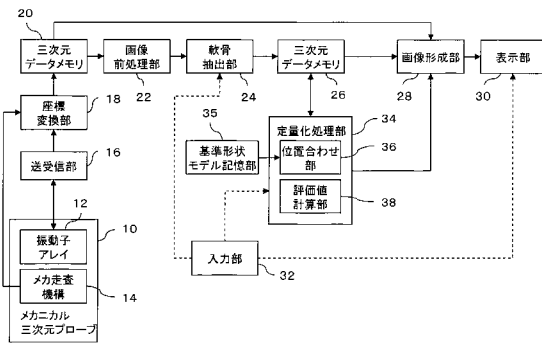 20
三次元
データメモリ
画像
前処理部
22
軟骨
抽出部
24
三次元
データメモリ
26
画像形成部
28
表示部
30
座標
変換部
18
35
基準形状
モデル記憶部
定量化処理部
34
位置合わせ
部
36
評価値
計算部
38
送受信部
16
12
10
振動子
アレイ
メカ走査
機構
14
メカニカル
三次元プローブ
入力部
32